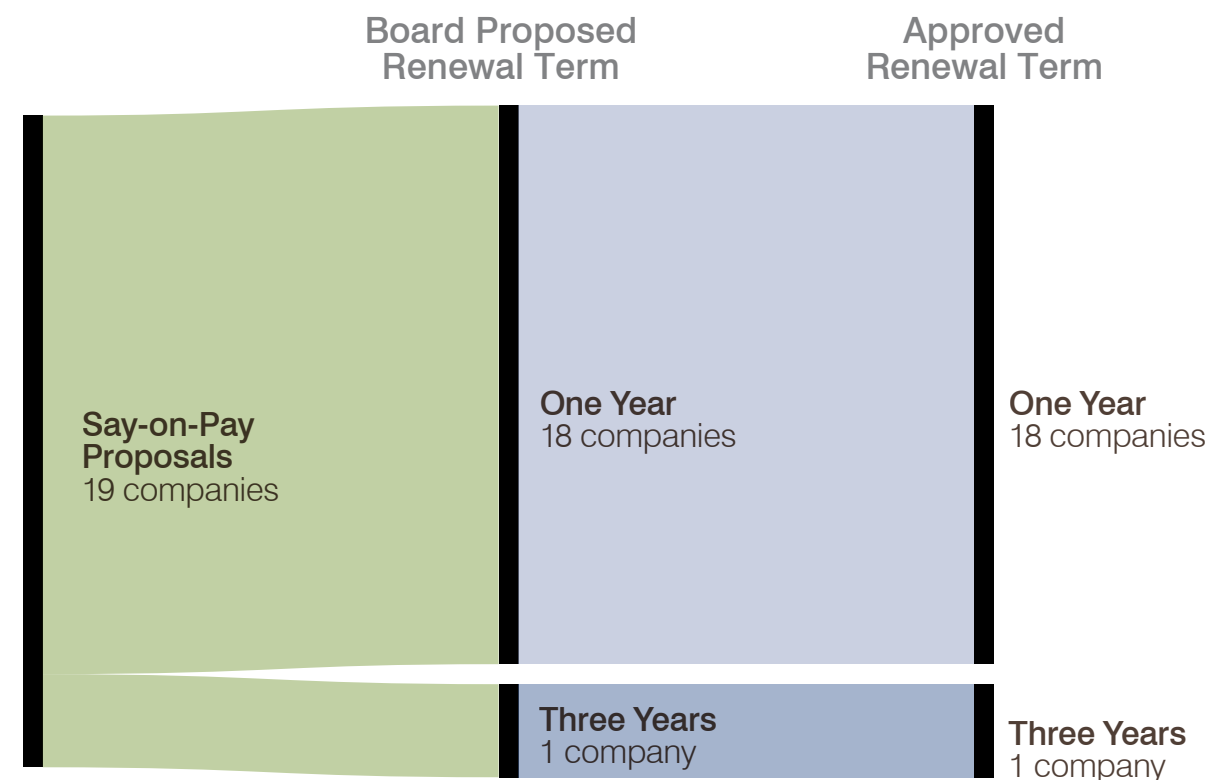 Board Proposed
Renewal Term
Approved
Renewal Term
Say-on-Pay
Proposals
19 companies
One Year
18 companies
One Year
18 companies
Three Years
1 company
Three Years
1 company